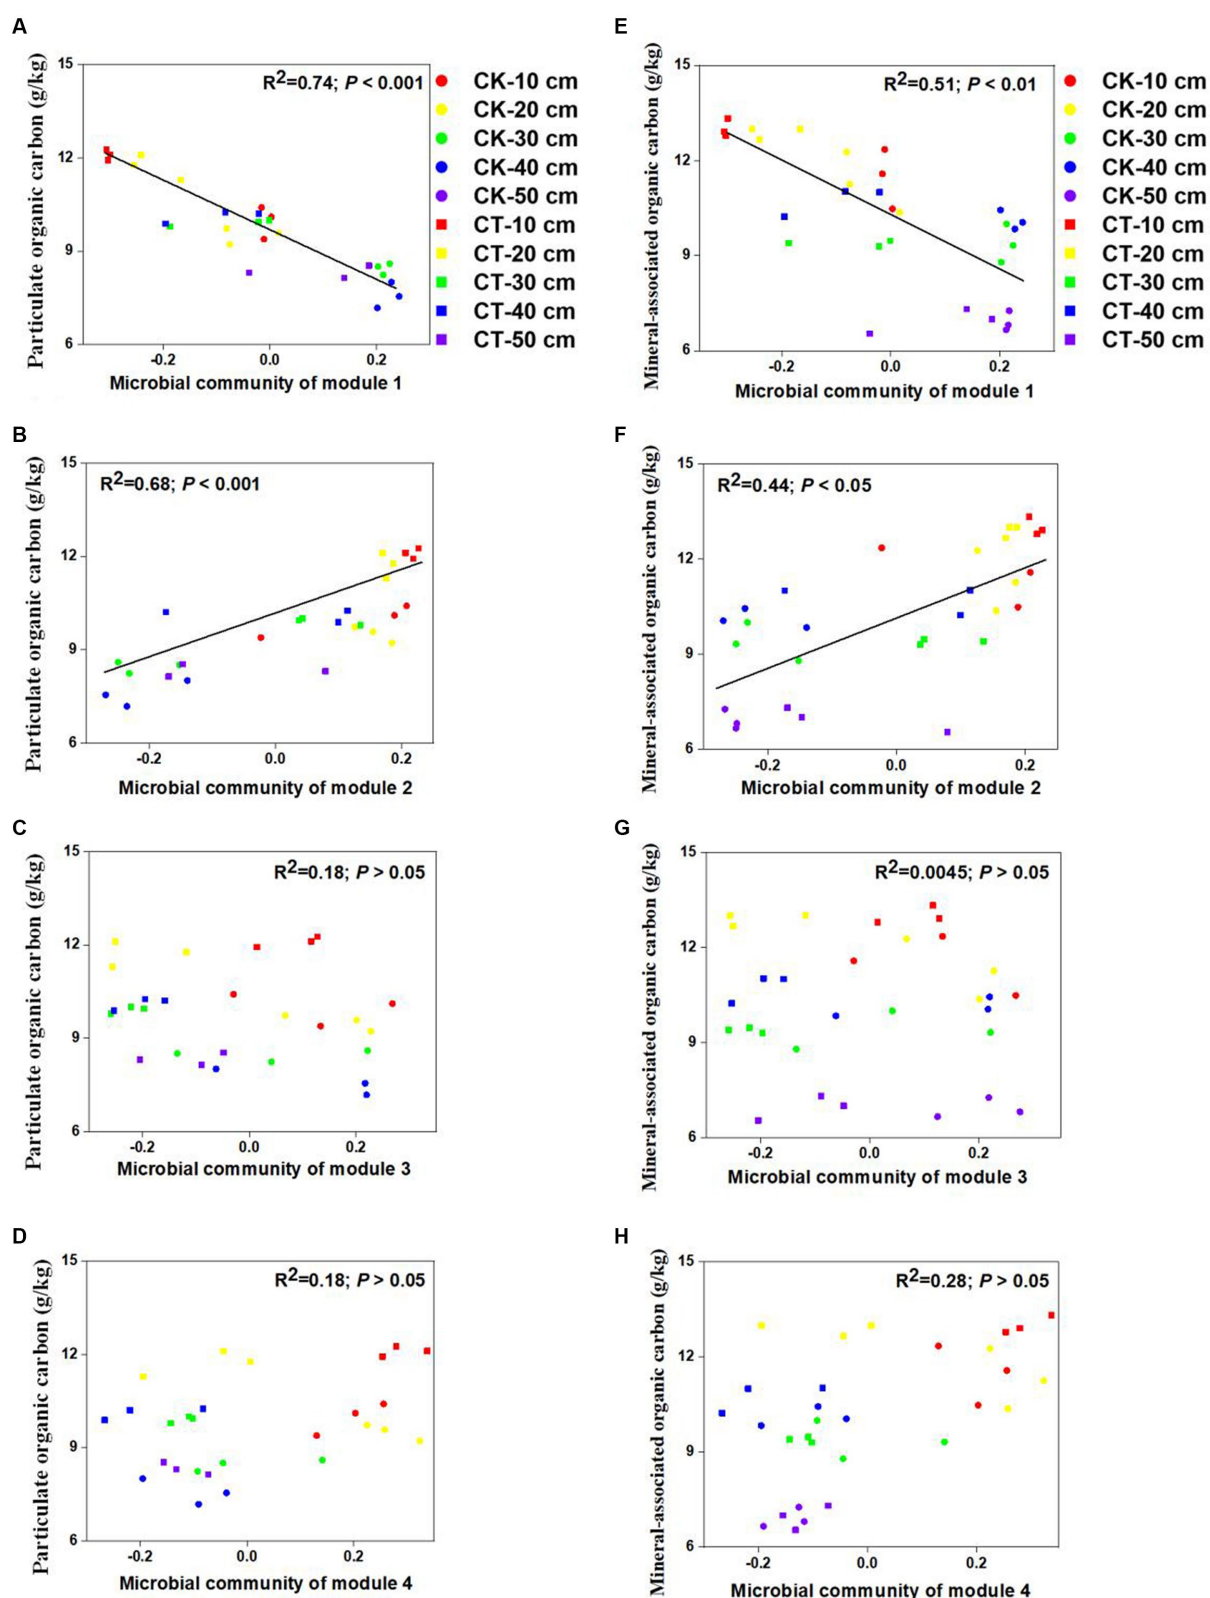 A
Particulate organic carbon (g/kg)
15
12
9
6
R2=0.74; P < 0.001
-0.2 0.0 0.2
Microbial community of module 1
CK-10 cm
CK-20 cm
CK-30 cm
CK-40 cm
CK-50 cm
CT-10 cm
CT-20 cm
CT-30 cm
CT-40 cm
CT-50 cm
E
Mineral-associated organic carbon (g/kg)
15
12
9
6
R2=0.51; P < 0.01
-0.2 0.0 0.2
Microbial community of module 1
CK-10 cm
CK-20 cm
CK-30 cm
CK-40 cm
CK-50 cm
CT-10 cm
CT-20 cm
CT-30 cm
CT-40 cm
CT-50 cm
B
Particulate organic carbon (g/kg)
15
12
9
6
R2=0.68; P < 0.001
-0.2 0.0 0.2
Microbial community of module 2
F
Mineral-associated organic carbon (g/kg)
15
12
9
6
R2=0.44; P < 0.05
-0.2 0.0 0.2
Microbial community of module 2
C
Particulate organic carbon (g/kg)
15
12
9
6
R2=0.18; P > 0.05
-0.2 0.0 0.2
Microbial community of module 3
G
Mineral-associated organic carbon (g/kg)
15
12
9
6
R2=0.0045; P > 0.05
-0.2 0.0 0.2
Microbial community of module 3
D
Particulate organic carbon (g/kg)
15
12
9
6
R2=0.18; P > 0.05
-0.2 0.0 0.2
Microbial community of module 4
H
Mineral-associated organic carbon (g/kg)
15
12
9
6
R2=0.28; P > 0.05
-0.2 0.0 0.2
Microbial community of module 4